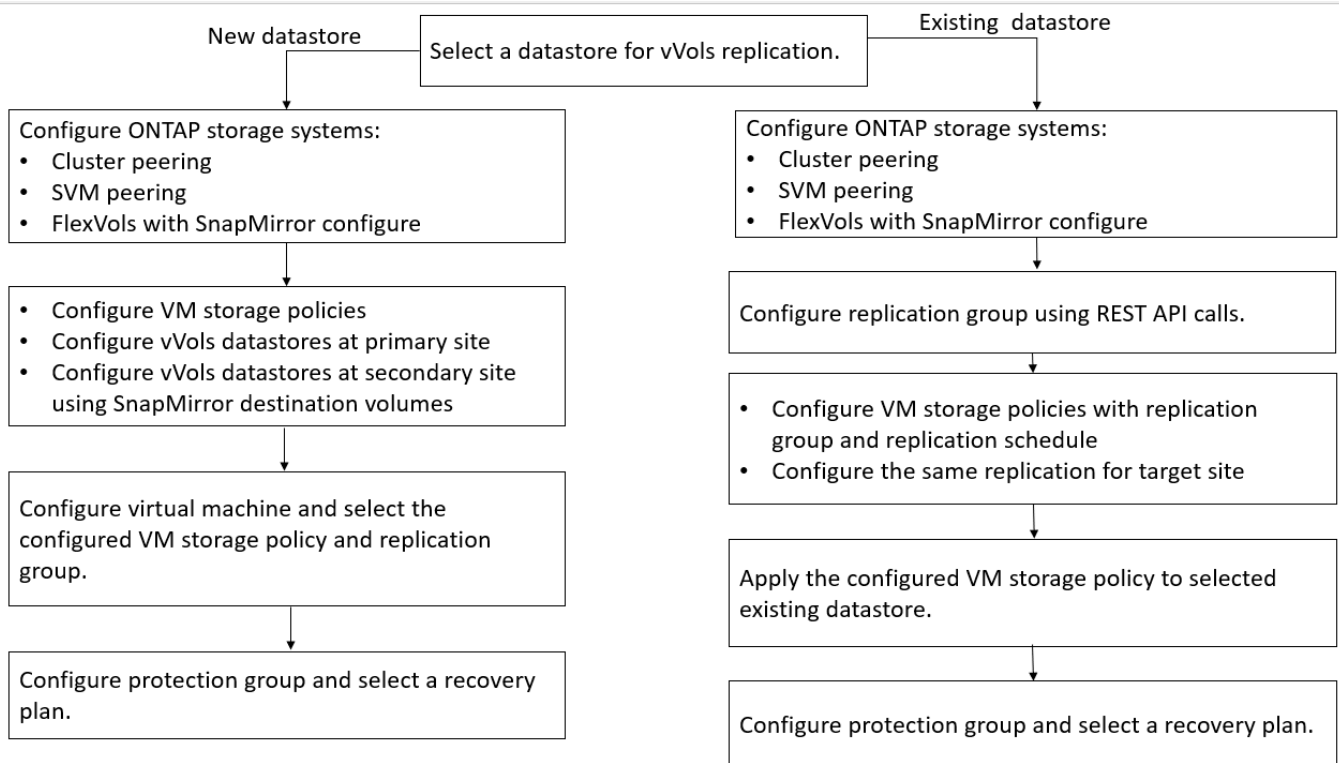 New datastore
Select a datastore for vVols replication.
Existing datastore
Configure ONTAP storage systems:
• Cluster peering
• SVM peering
• FlexVols with SnapMirror configure
• Configure VM storage policies
• Configure vVols datastores at primary site
• Configure vVols datastores at secondary site
using SnapMirror destination volumes
Configure virtual machine and select the
configured VM storage policy and replication
group.
Configure protection group and select a recovery
plan.
Configure ONTAP storage systems:
• Cluster peering
• SVM peering
• FlexVols with SnapMirror configure
Configure replication group using REST API calls.
• Configure VM storage policies with replication
group and replication schedule
• Configure the same replication for target site
Apply the configured VM storage policy to selected
existing datastore.
Configure protection group and select a recovery plan.